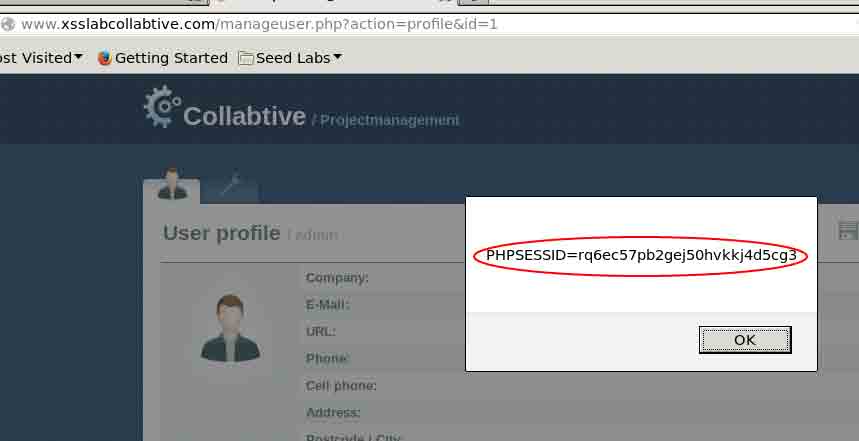 www.xsslabcollabtive.com/manageuser.php?action=profile&id=1
ost Visited
Getting Started
Seed Labs
Collabtive / Projectmanagement
User profile / admin
PHPSESSID=rq6ec57pb2gej50hvkkj4d5cg3
OK
Company:
E-Mail:
URL:
Phone:
Cell phone:
Address:
Postcode / City: